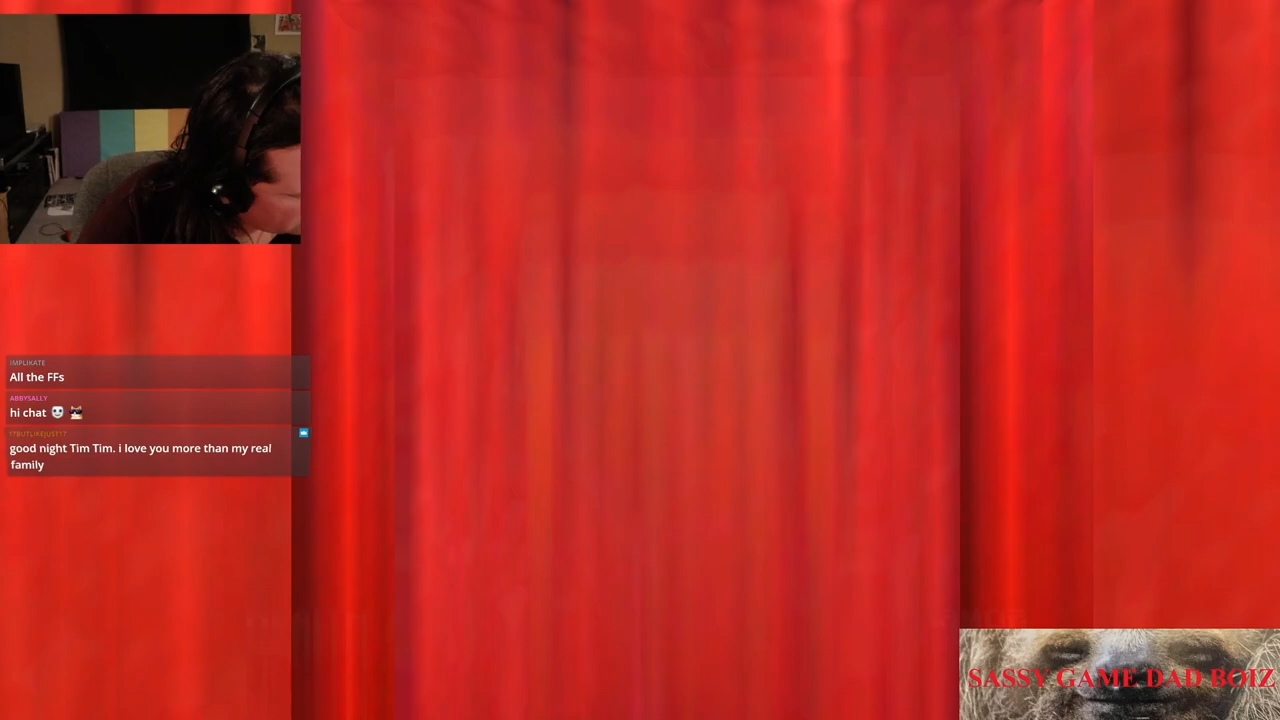 IMPLIKATE
All the FFs
ABBYSALLY
hi chat
17BUTLIKEJUST17
good night Tim Tim. i love you more than my real
family
SASSY GAME DAD BOIZ